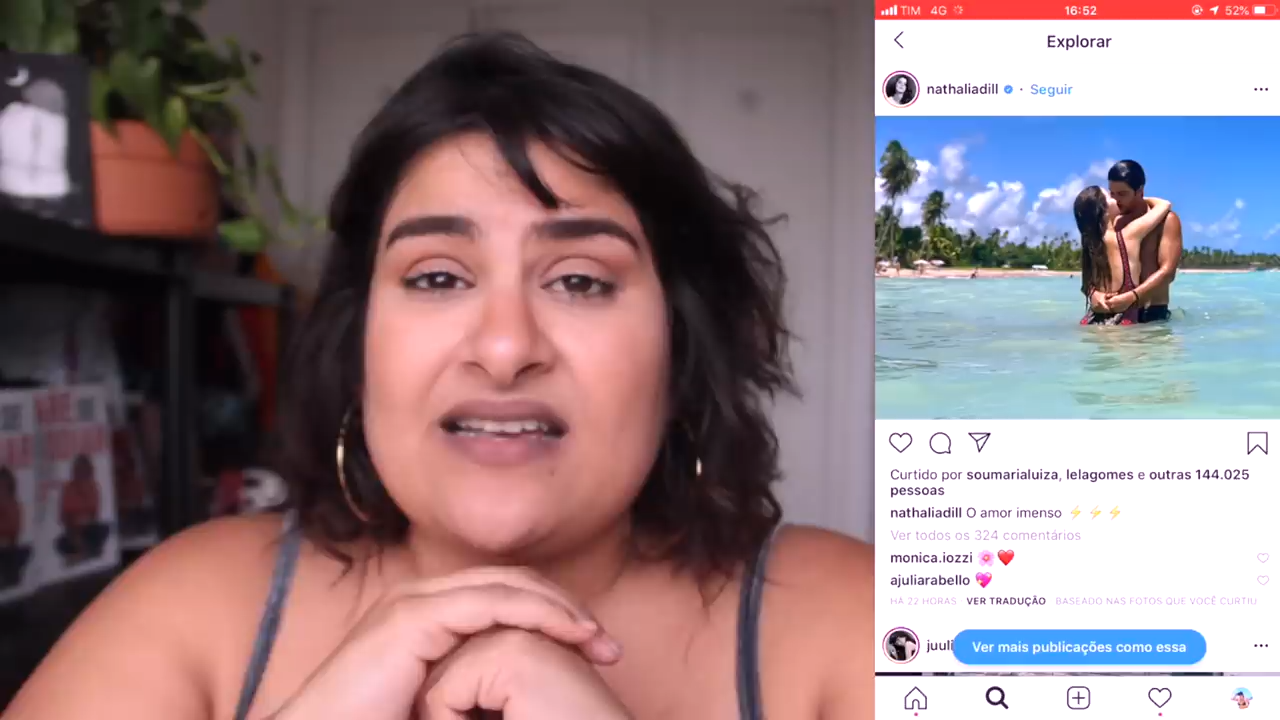 TIM 4G 16:52 52%
Explorar
nathaliadill · Seguir
Curtido por soumarialuiza, lelagomes e outras 144.025
pessoas
nathaliadill O amor imenso ⚡⚡⚡
Ver todos os 324 comentários
monica.iozzi 🌸❤️
ajuliarabello 💖
HÁ 22 HORAS · VER TRADUÇÃO · BASEADO NAS FOTOS QUE VOCÊ CURTIU
Ver mais publicações como essa